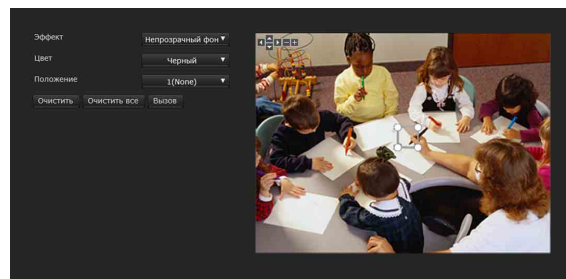 Эффект Непрозрачный фон
Цвет Черный
Положение 1(None)
Очистить Очистить все Вызов